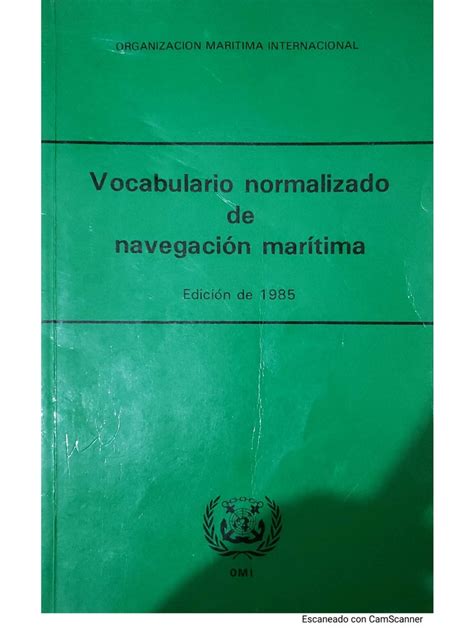 ORGANIZACION MARITIMA INTERNACIONAL
Vocabulario normalizado
de
navegación marítima
Edición de 1985
OMI
Escaneado con CamScanner